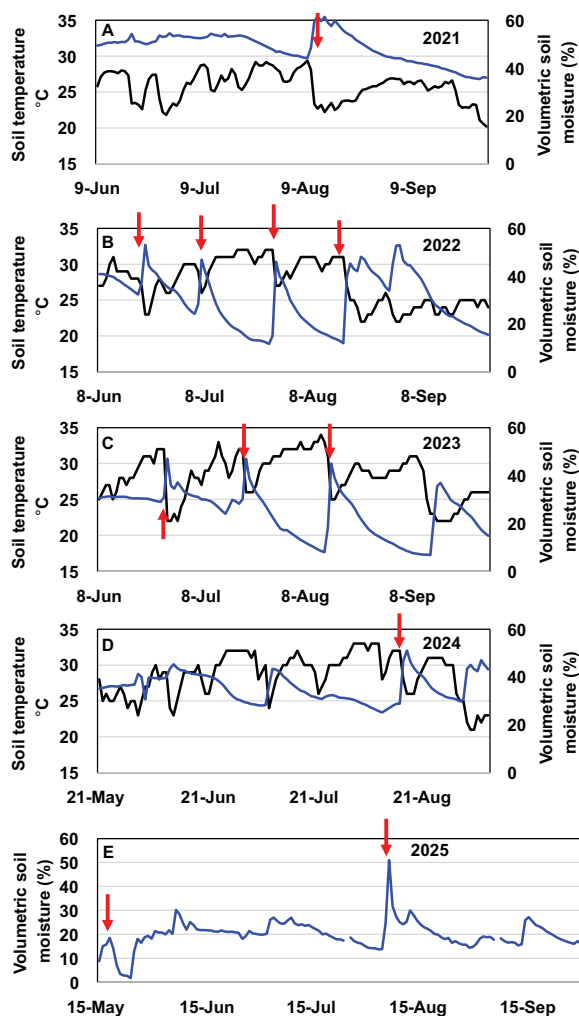 A 2021
35 60
30
25 40
20 20
15 0
Soil temperature
°C
Volumetric soil
moisture (%)
9-Jun 9-Jul 9-Aug 9-Sep
B 2022
35 60
30
25 40
20 20
15 0
Soil temperature
°C
Volumetric soil
moisture (%)
8-Jun 8-Jul 8-Aug 8-Sep
C 2023
35 60
30
25 40
20 20
15 0
Soil temperature
°C
Volumetric soil
moisture (%)
8-Jun 8-Jul 8-Aug 8-Sep
D 2024
35 60
30
25 40
20 20
15 0
Soil temperature
°C
Volumetric soil
moisture (%)
21-May 21-Jun 21-Jul 21-Aug
E 2025
60
50
40
30
20
10
0
Volumetric soil
moisture (%)
15-May 15-Jun 15-Jul 15-Aug 15-Sep